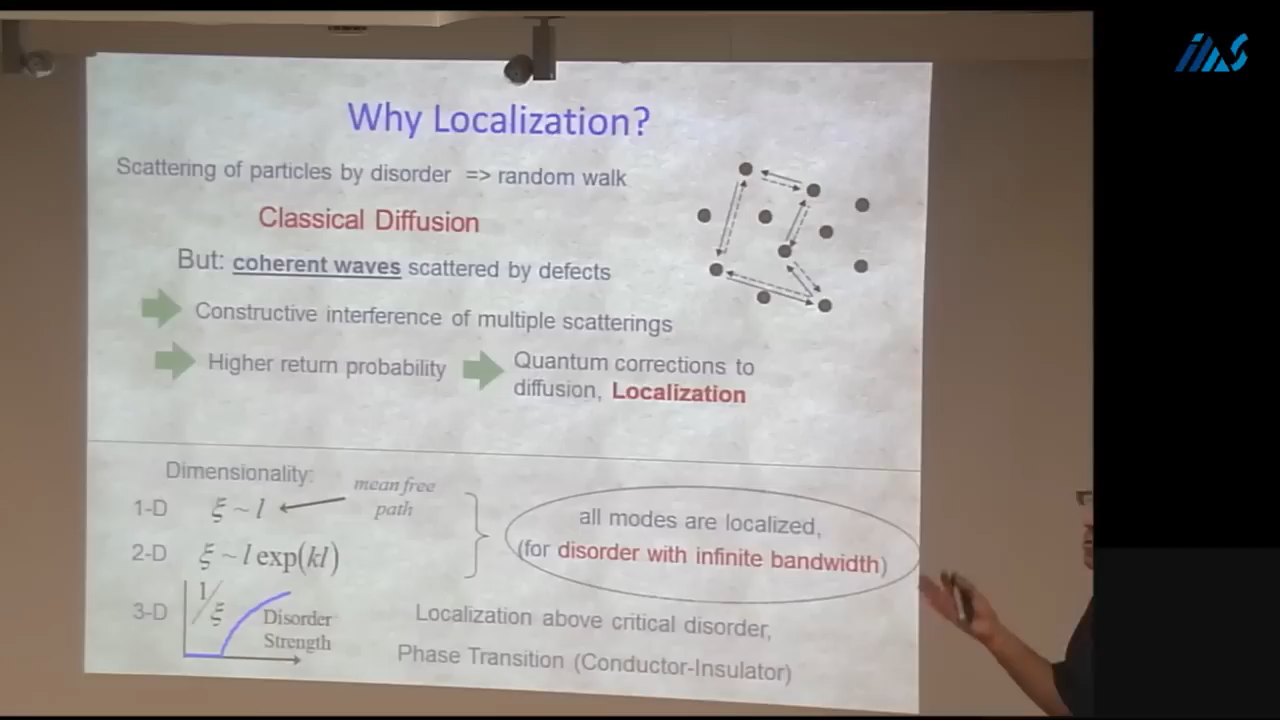 IIAS
Why Localization?
Scattering of particles by disorder => random walk
Classical Diffusion
But: coherent waves scattered by defects
Constructive interference of multiple scatterings
Higher return probability
Quantum corrections to
diffusion, Localization
Dimensionality:
mean free
path
1-D ξ ~ l
2-D ξ ~ l exp(kl)
all modes are localized,
(for disorder with infinite bandwidth)
3-D
1/ξ
Disorder
Strength
Localization above critical disorder,
Phase Transition (Conductor-Insulator)